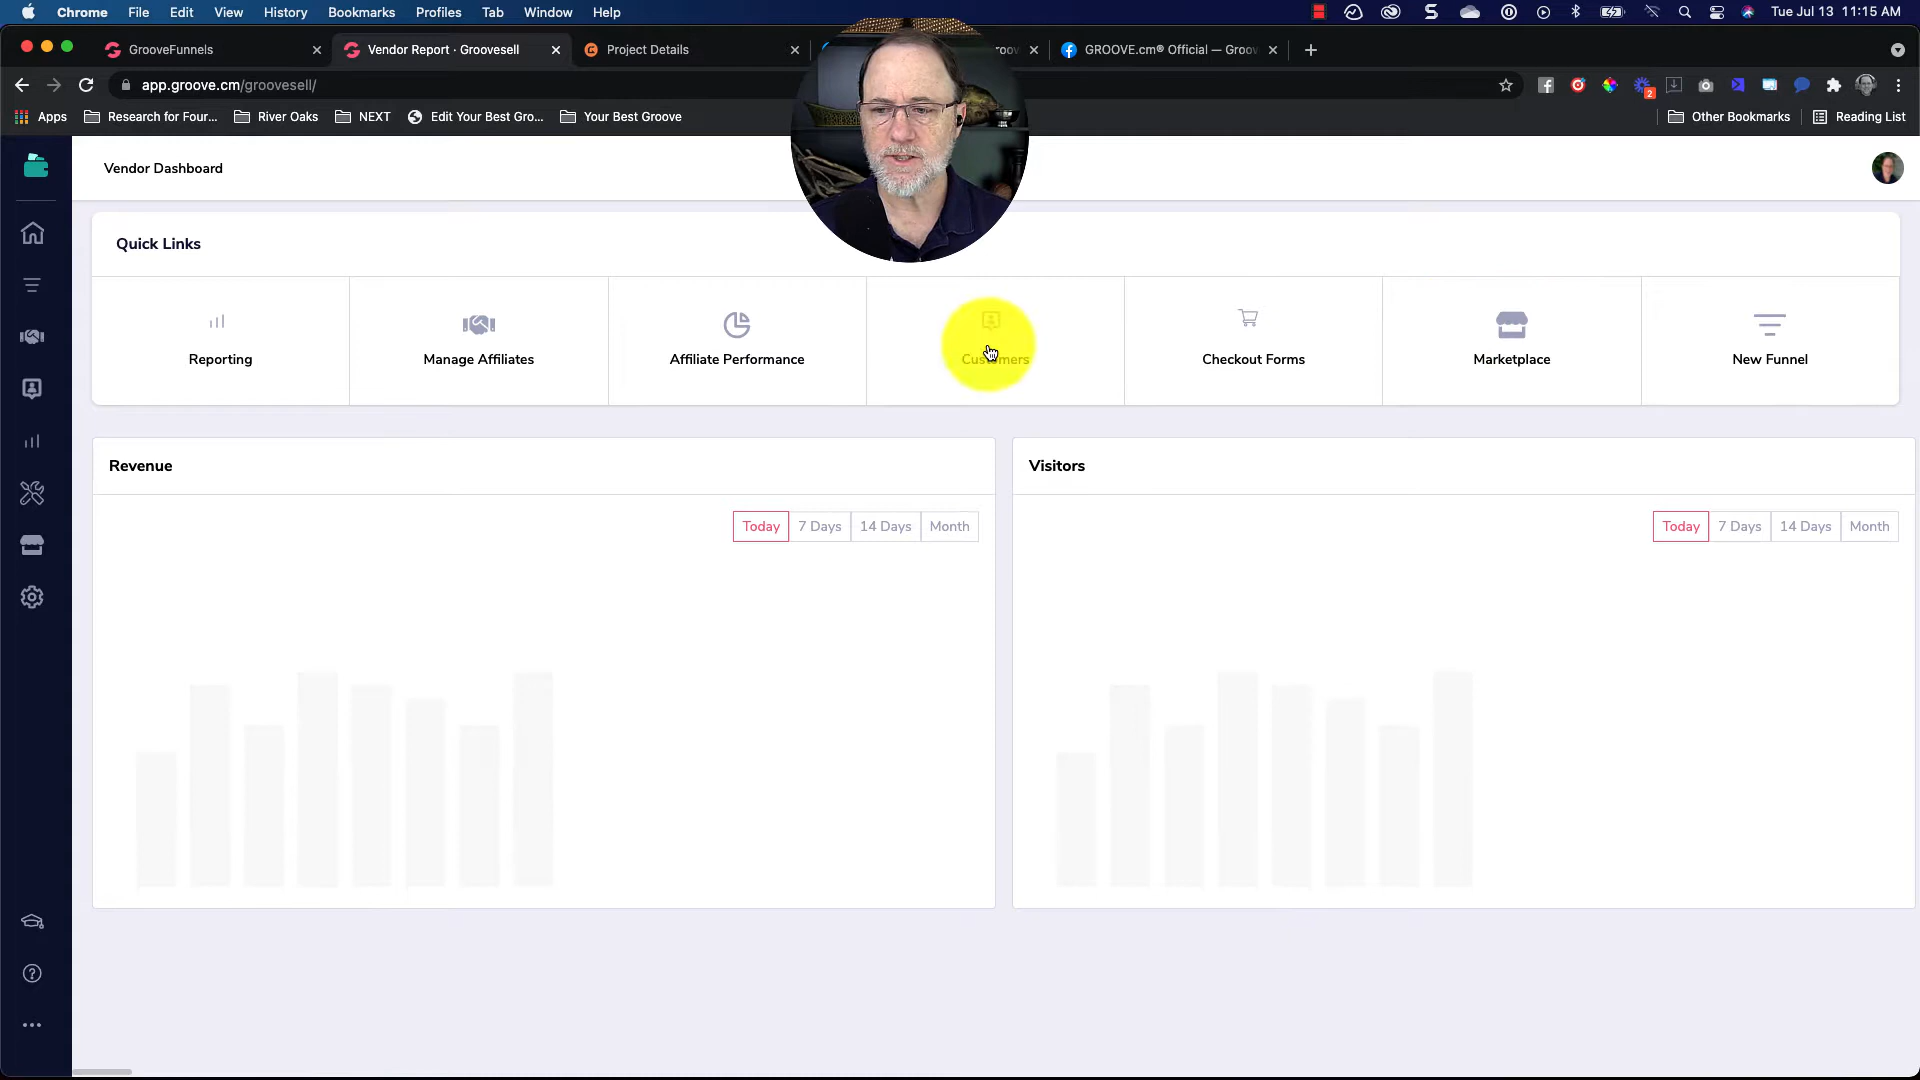 Chrome File Edit View History Bookmarks Profiles Tab Window Help Tue Jul 13 11:15 AM
GrooveFunnels Vendor Report · Groovesell Project Details GROOVE.cm® Official — Groov
app.groove.cm/groovesell/ 2
Apps Research for Four... River Oaks NEXT Edit Your Best Gro... Your Best Groove Other Bookmarks Reading List
Vendor Dashboard
Quick Links
Reporting Manage Affiliates Affiliate Performance Customers Checkout Forms Marketplace New Funnel
Revenue Visitors
Today 7 Days 14 Days Month Today 7 Days 14 Days Month